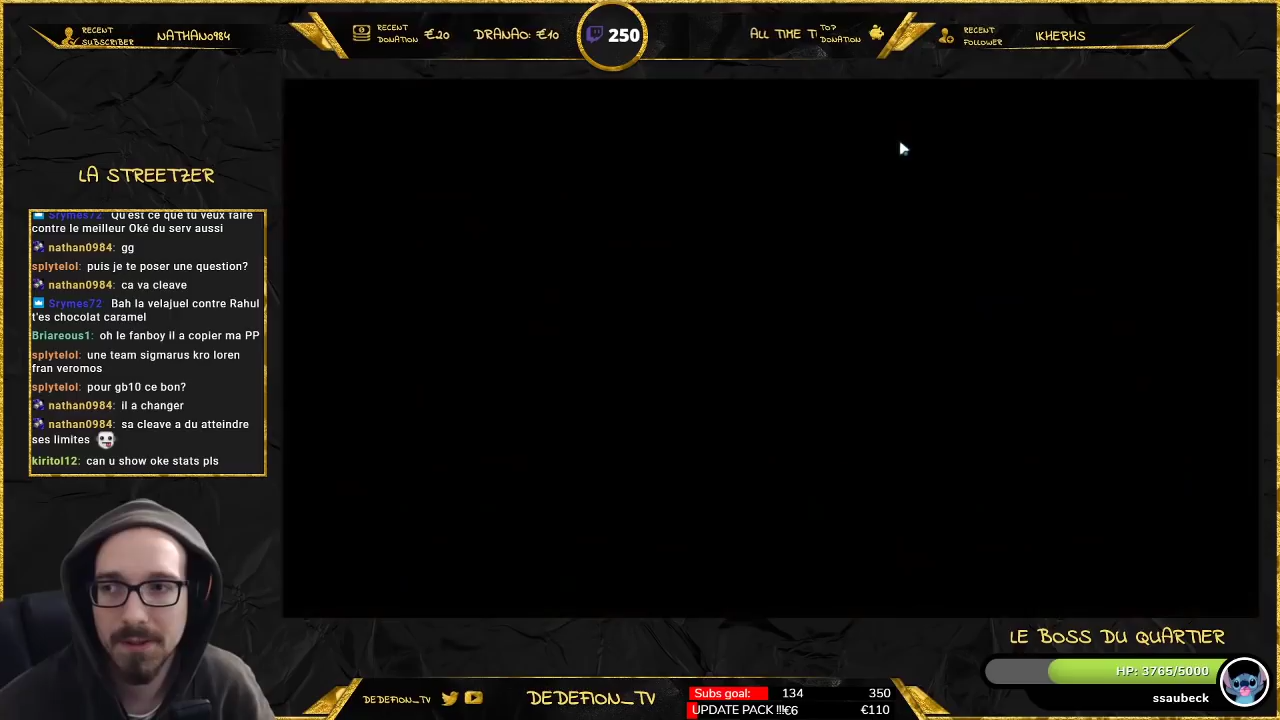 RECENT SUBSCRIBER
NATHAN0984
RECENT DONATION
€20
DRANAO: €10
250
ALL TIME T
TOP DONATION
RECENT FOLLOWER
IKHERHS
LA STREETZER
Srymes72: Qu'est ce que tu veux faire
contre le meilleur Oké du serv aussi
nathan0984: gg
splytelol: puis je te poser une question?
nathan0984: ca va cleave
Srymes72: Bah la velajuel contre Rahul
t'es chocolat caramel
Briareous1: oh le fanboy il a copier ma PP
splytelol: une team sigmarus kro loren
fran veromos
splytelol: pour gb10 ce bon?
nathan0984: il a changer
nathan0984: sa cleave a du atteindre
ses limites
kiritol12: can u show oke stats pls
LE BOSS DU QUARTIER
HP: 3765/5000
ssaubeck
DEDEFION_TV
DEDEFION_TV
Subs goal: 134 350
UPDATE PACK !!! €6 €110